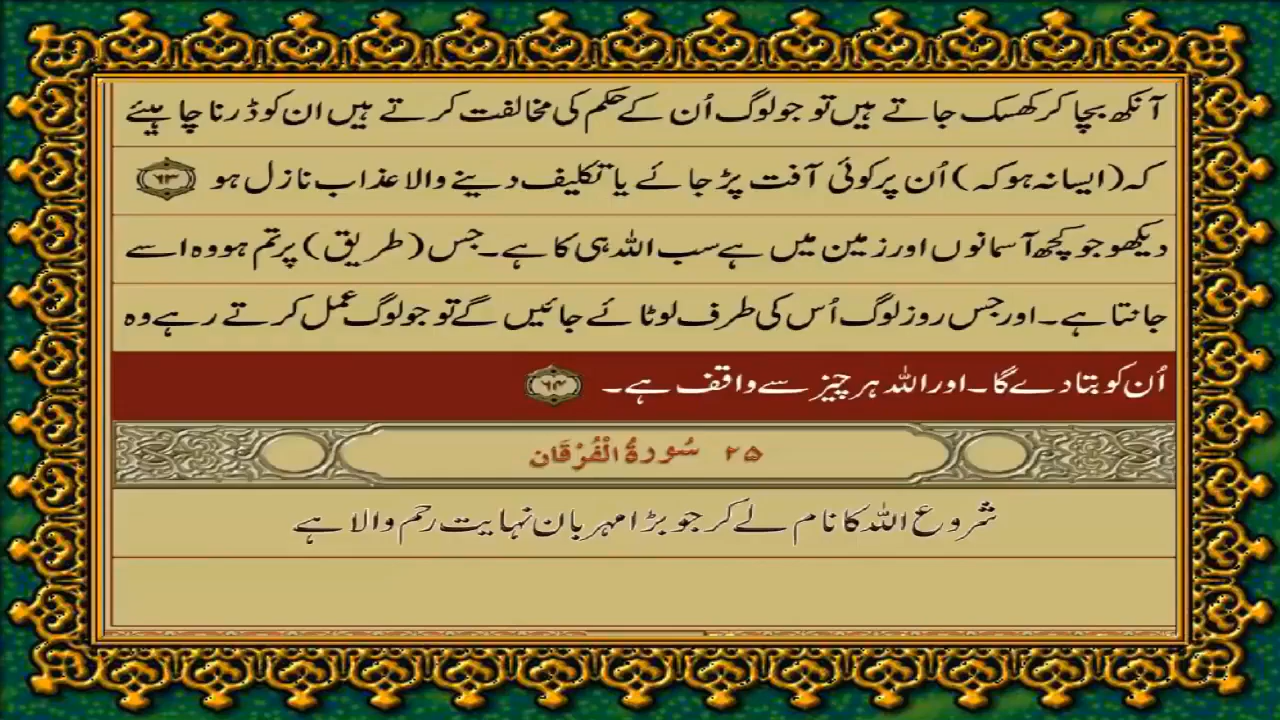 آنکھ بچا کر کھسک جاتے ہیں تو جو لوگ اُن کے حکم کی مخالفت کرتے ہیں ان کو ڈرنا چاہیئے
کہ (ایسا نہ ہو کہ) اُن پر کوئی آفت پڑ جائے یا تکلیف دینے والا عذاب نازل ہو ۶۳
دیکھو جو کچھ آسمانوں اور زمین میں ہے سب اللہ ہی کا ہے۔ جس (طریق) پر تم ہو وہ اسے
جانتا ہے۔ اور جس روز لوگ اُس کی طرف لوٹائے جائیں گے تو جو لوگ عمل کرتے رہے وہ
اُن کو بتا دے گا۔ اور اللہ ہر چیز سے واقف ہے۔ ۶۴
۲۵ سُورۃُ الْفُرْقَان
شروع اللہ کا نام لے کر جو بڑا مہربان نہایت رحم والا ہے